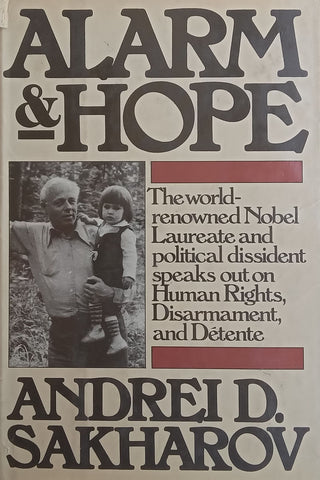 ALARM
& HOPE
The world-
renowned Nobel
Laureate and
political dissident
speaks out on
Human Rights,
Disarmament,
and Détente
ANDREI D.
SAKHAROV